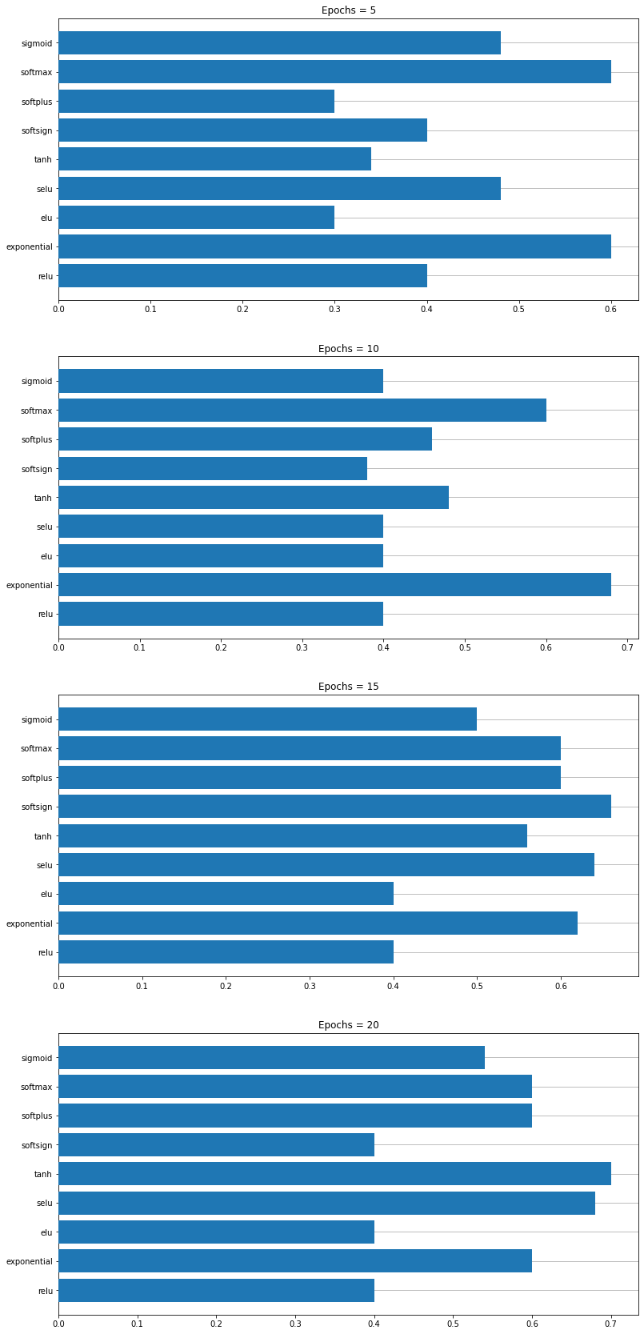 Epochs = 5
sigmoid
softmax
softplus
softsign
tanh
selu
elu
exponential
relu
0.0 0.1 0.2 0.3 0.4 0.5 0.6
Epochs = 10
sigmoid
softmax
softplus
softsign
tanh
selu
elu
exponential
relu
0.0 0.1 0.2 0.3 0.4 0.5 0.6 0.7
Epochs = 15
sigmoid
softmax
softplus
softsign
tanh
selu
elu
exponential
relu
0.0 0.1 0.2 0.3 0.4 0.5 0.6
Epochs = 20
sigmoid
softmax
softplus
softsign
tanh
selu
elu
exponential
relu
0.0 0.1 0.2 0.3 0.4 0.5 0.6 0.7